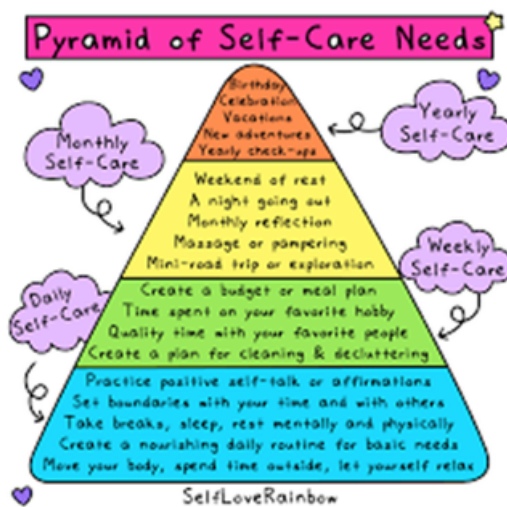 Pyramid of Self-Care Needs
Birthday
Celebration
Vacations
New adventures
Yearly check-ups
Yearly
Self-Care
Monthly
Self-Care
Weekend of rest
A night going out
Monthly reflection
Massage or pampering
Mini-road trip or exploration
Weekly
Self-Care
Create a budget or meal plan
Time spent on your favorite hobby
Quality time with your favorite people
Create a plan for cleaning & decluttering
Daily
Self-Care
Practice positive self-talk or affirmations
Set boundaries with your time and with others
Take breaks, sleep, rest mentally and physically
Create a nourishing daily routine for basic needs
Move your body, spend time outside, let yourself relax
SelfLoveRainbow